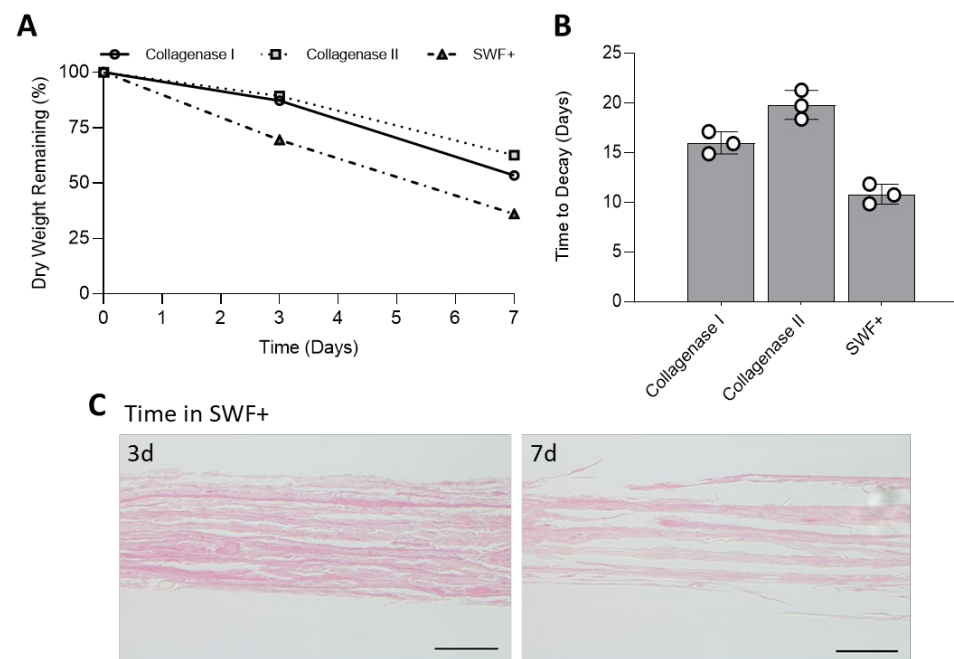 A
Collagenase I
Collagenase II
SWF+
Dry Weight Remaining (%)
100
75
50
25
0
0 1 2 3 4 5 6 7
Time (Days)
B
Time to Decay (Days)
25
20
15
10
5
0
Collagenase I
Collagenase II
SWF+
C Time in SWF+
3d
7d